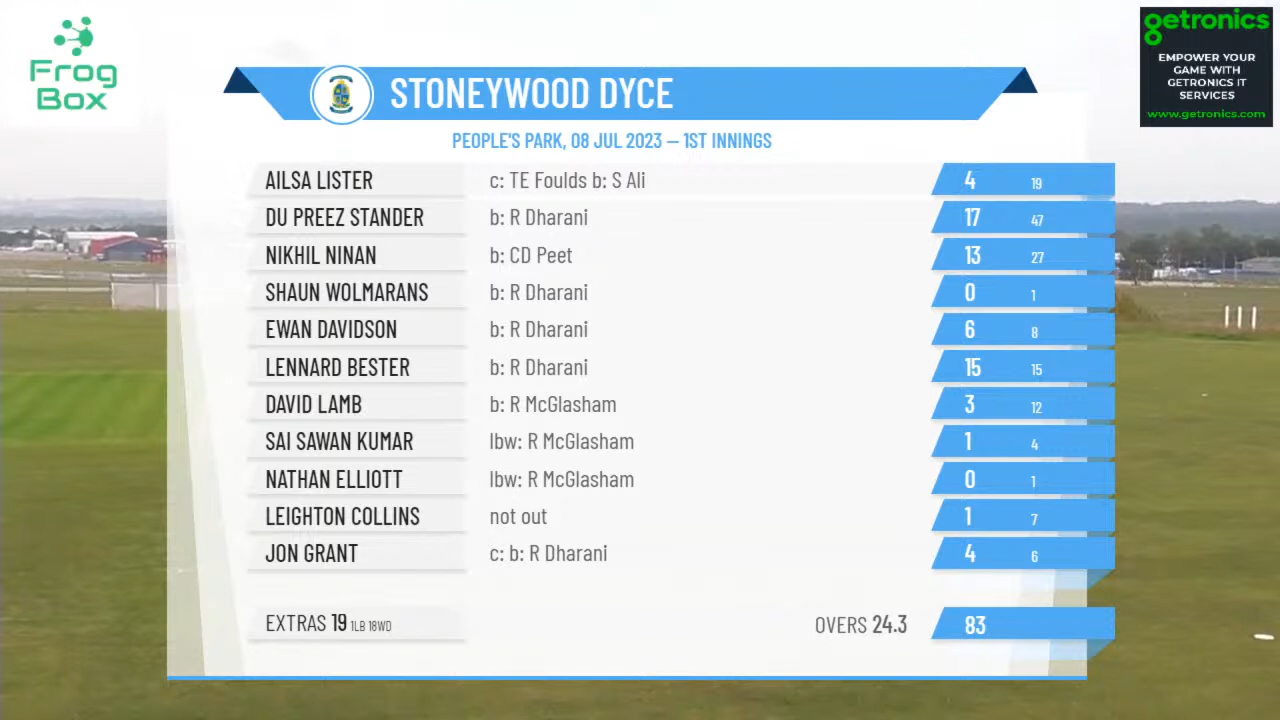 Frog
Box
getronics
EMPOWER YOUR
GAME WITH
GETRONICS IT
SERVICES
www.getronics.com
STONEYWOOD DYCE
PEOPLE'S PARK, 08 JUL 2023 – 1ST INNINGS
AILSA LISTER c: TE Foulds b: S Ali 4 19
DU PREEZ STANDER b: R Dharani 17 47
NIKHIL NINAN b: CD Peet 13 27
SHAUN WOLMARANS b: R Dharani 0 1
EWAN DAVIDSON b: R Dharani 6 8
LENNARD BESTER b: R Dharani 15 15
DAVID LAMB b: R McGlasham 3 12
SAI SAWAN KUMAR lbw: R McGlasham 1 4
NATHAN ELLIOTT lbw: R McGlasham 0 1
LEIGHTON COLLINS not out 1 7
JON GRANT c: b: R Dharani 4 6
EXTRAS 19 1LB 18WD OVERS 24.3 83